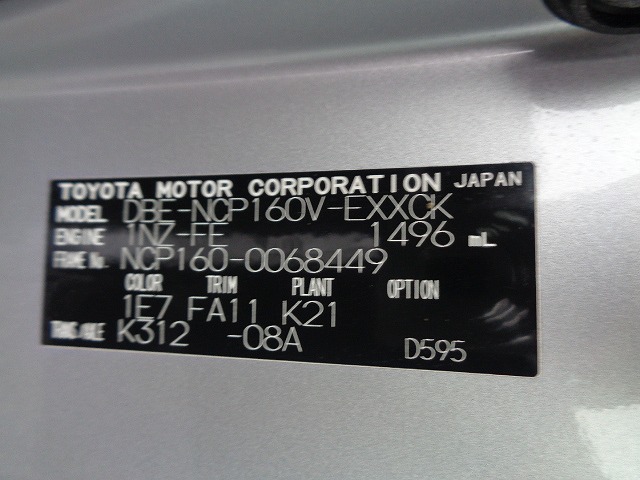 TOYOTA MOTOR CORPORATION JAPAN
MODEL DBE-NCP160V-EXXCK
ENGINE 1NZ-FE 1496 mL
FRAME No. NCP160-0068449
COLOR TRIM PLANT OPTION
1E7 FA11 K21
TRANS/AXLE K312 -08A
D595